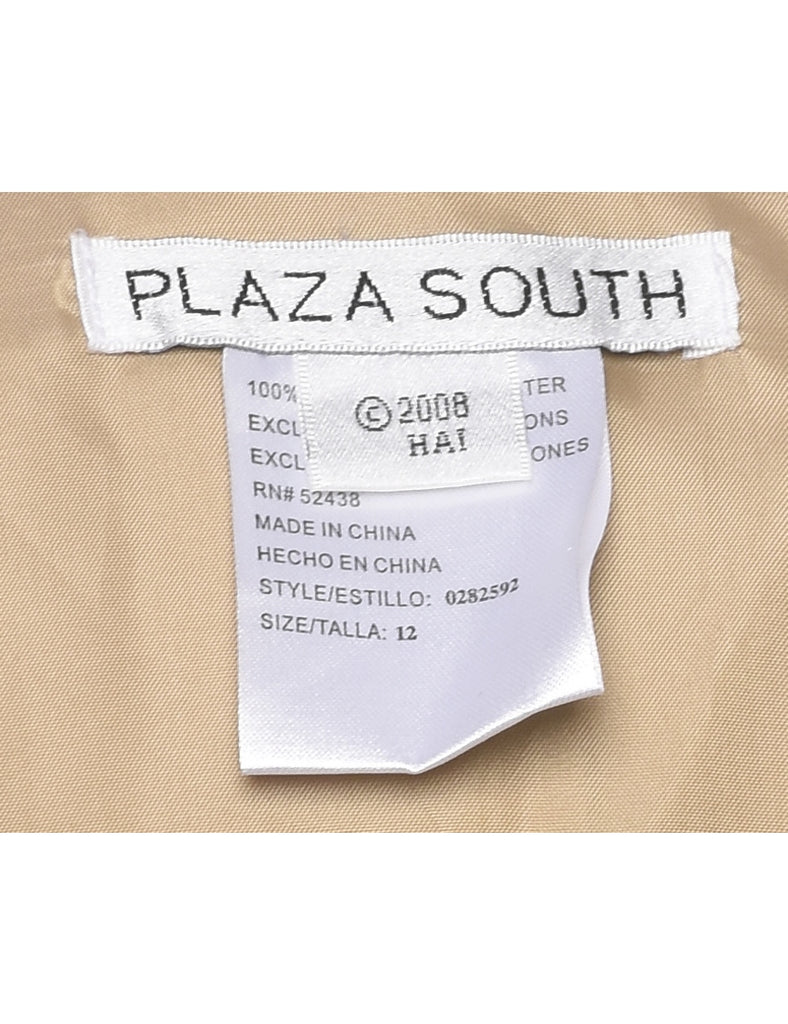 PLAZA SOUTH
© 2008
HAI
100% TER
EXCL ONS
EXCL ONES
RN# 52438
MADE IN CHINA
HECHO EN CHINA
STYLE/ESTILLO: 0282592
SIZE/TALLA: 12